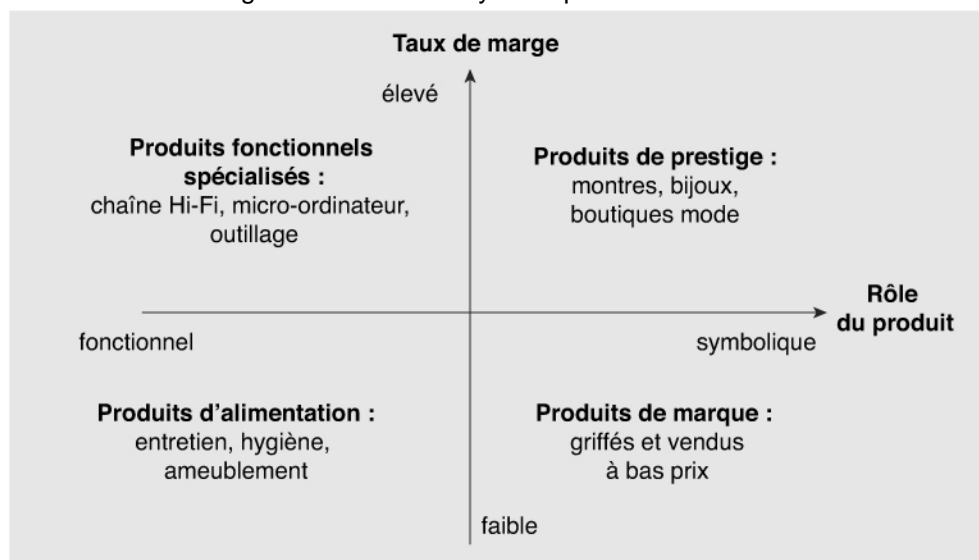 Taux de marge
élevé
Produits fonctionnels
spécialisés :
chaîne Hi-Fi, micro-ordinateur,
outillage
Produits de prestige :
montres, bijoux,
boutiques mode
Rôle
du produit
fonctionnel
symbolique
Produits d’alimentation :
entretien, hygiène,
ameublement
Produits de marque :
griffés et vendus
à bas prix
faible